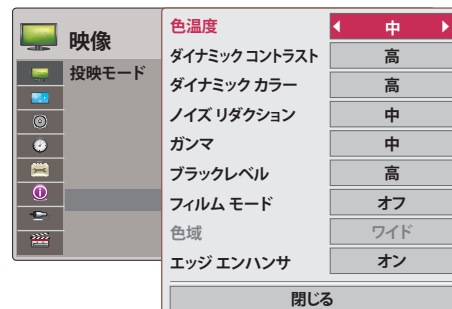 映像
投映モード
色温度 中
ダイナミック コントラスト 高
ダイナミック カラー 高
ノイズ リダクション 中
ガンマ 中
ブラックレベル 高
フィルム モード オフ
色域 ワイド
エッジ エンハンサ オン
閉じる